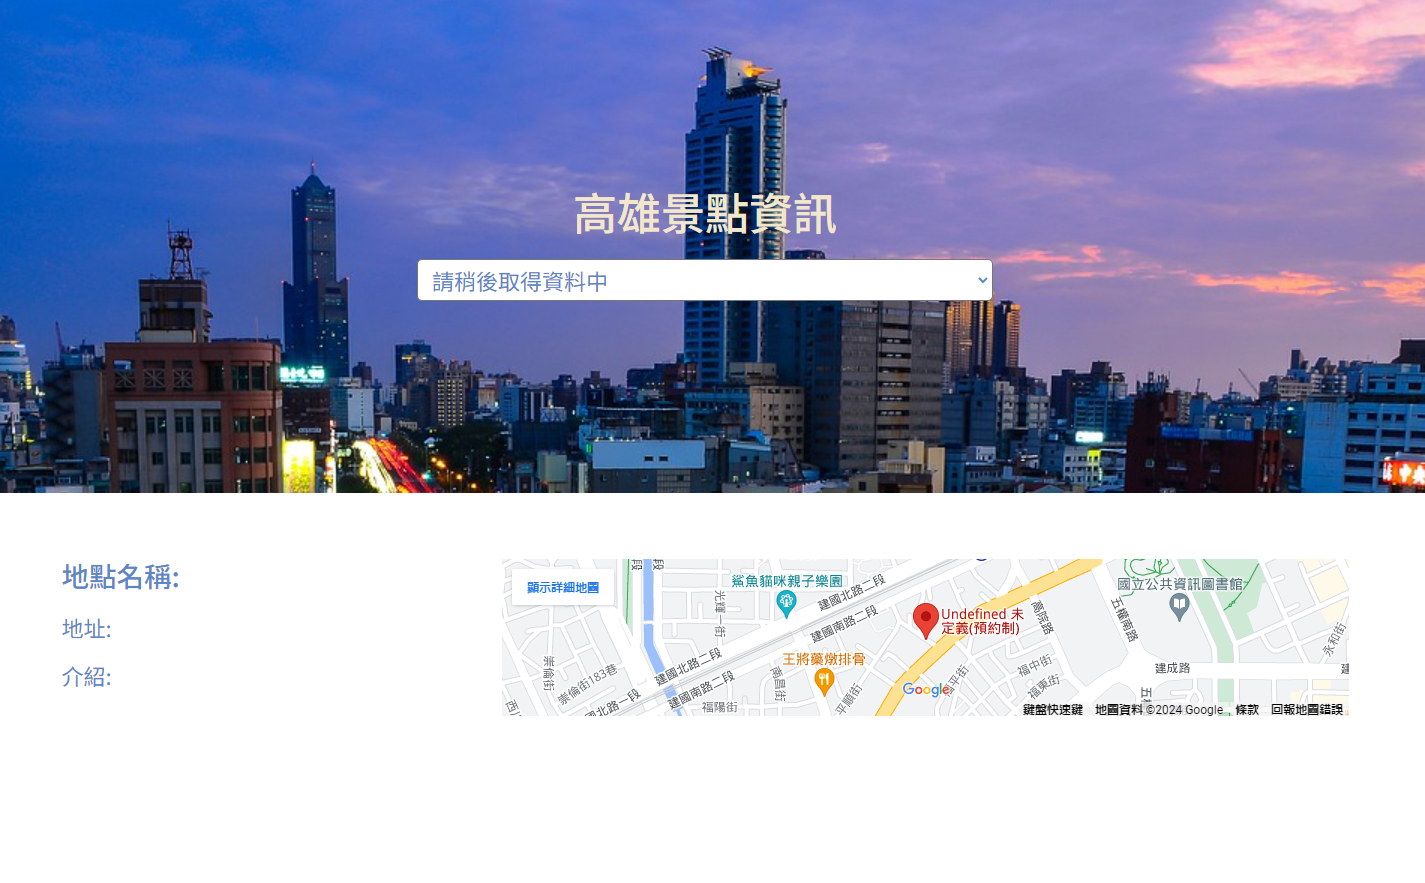 高雄景點資訊
請稍後取得資料中
地點名稱:
地址:
介紹:
顯示詳細地圖
鯊魚貓咪親子樂園
建國北路二段
建國南路二段
光輝一街
Undefined 未
定義(預約制)
高院路
五權南路
國立公共資訊圖書館
永和街
王將藥燉排骨
建國北路二段
建國南路二段
南昌街
崇倫街
崇倫街183巷
福中街
福東街
建成路
平順街
福陽街
Google
鍵盤快速鍵 地圖資料 ©2024 Google 條款 回報地圖錯誤